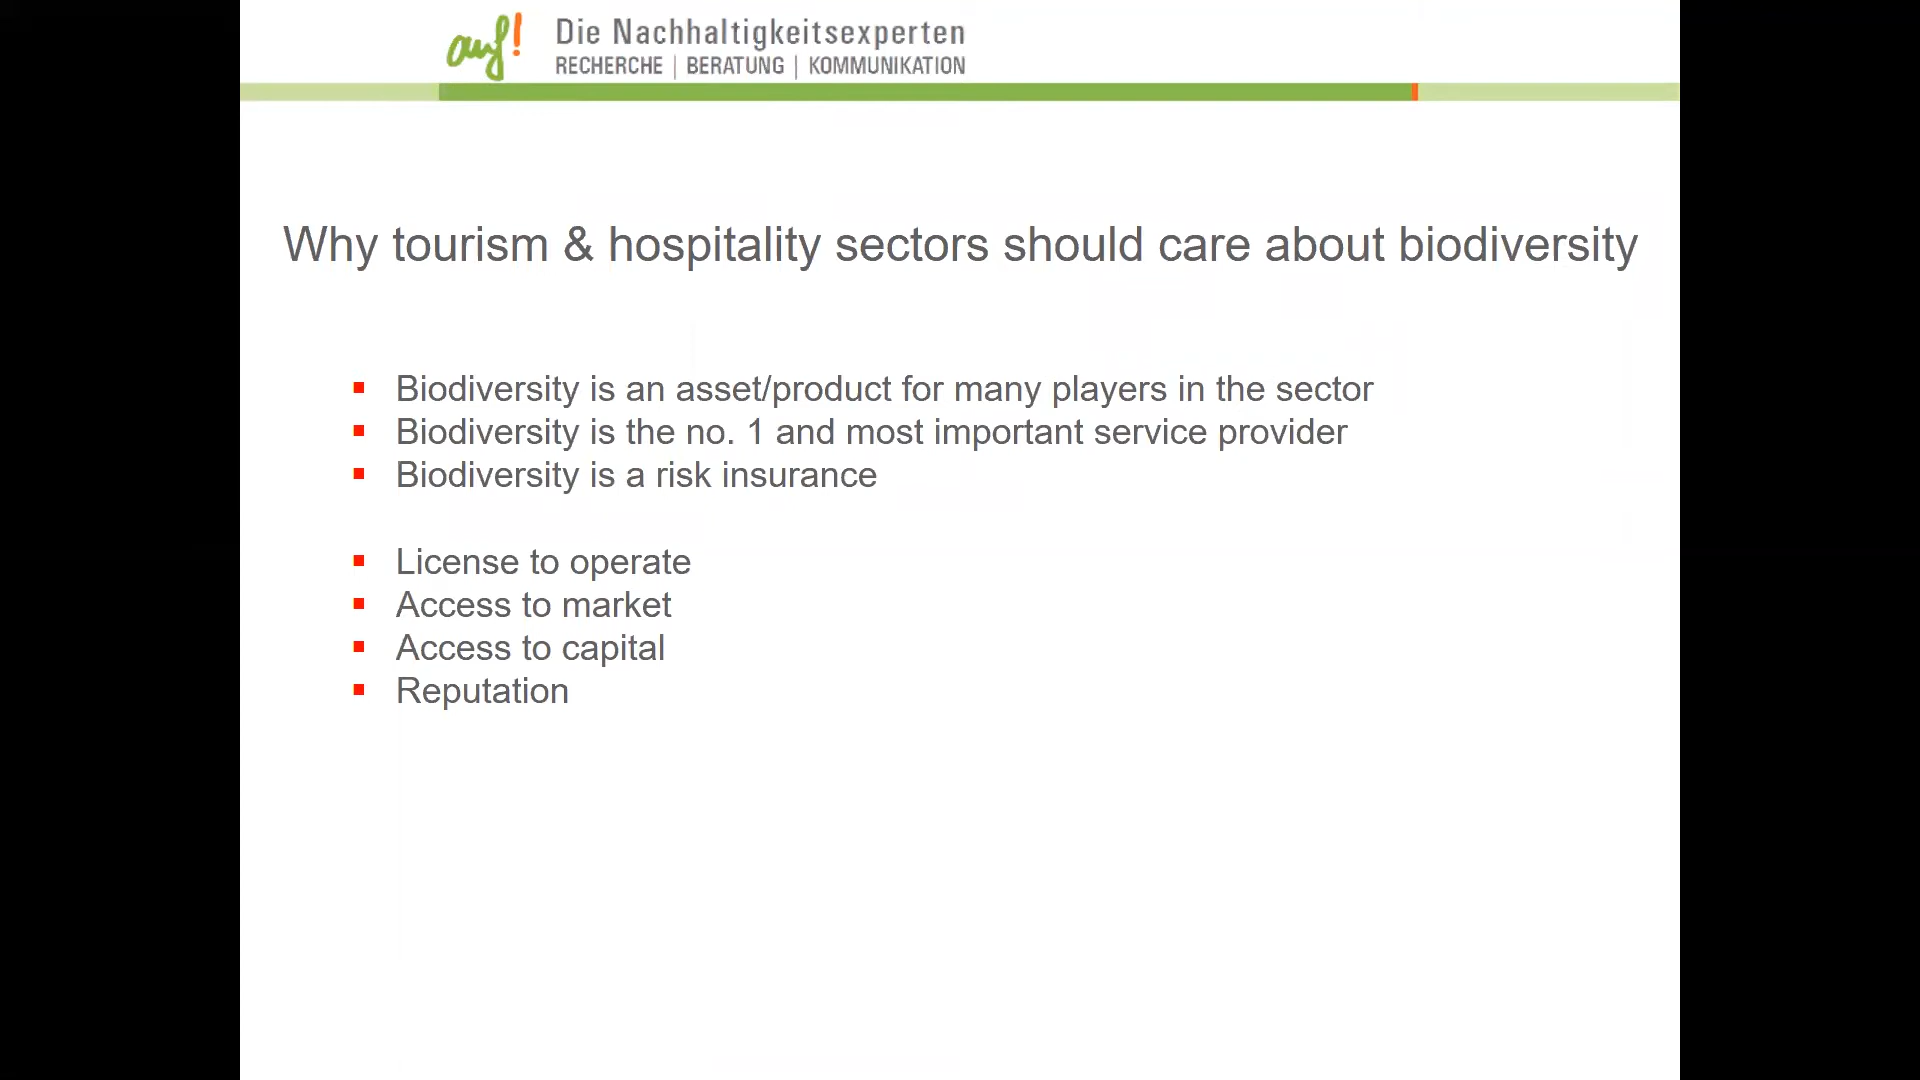 auf!
Die Nachhaltigkeitsexperten
RECHERCHE | BERATUNG | KOMMUNIKATION
Why tourism & hospitality sectors should care about biodiversity
Biodiversity is an asset/product for many players in the sector
Biodiversity is the no. 1 and most important service provider
Biodiversity is a risk insurance
License to operate
Access to market
Access to capital
Reputation